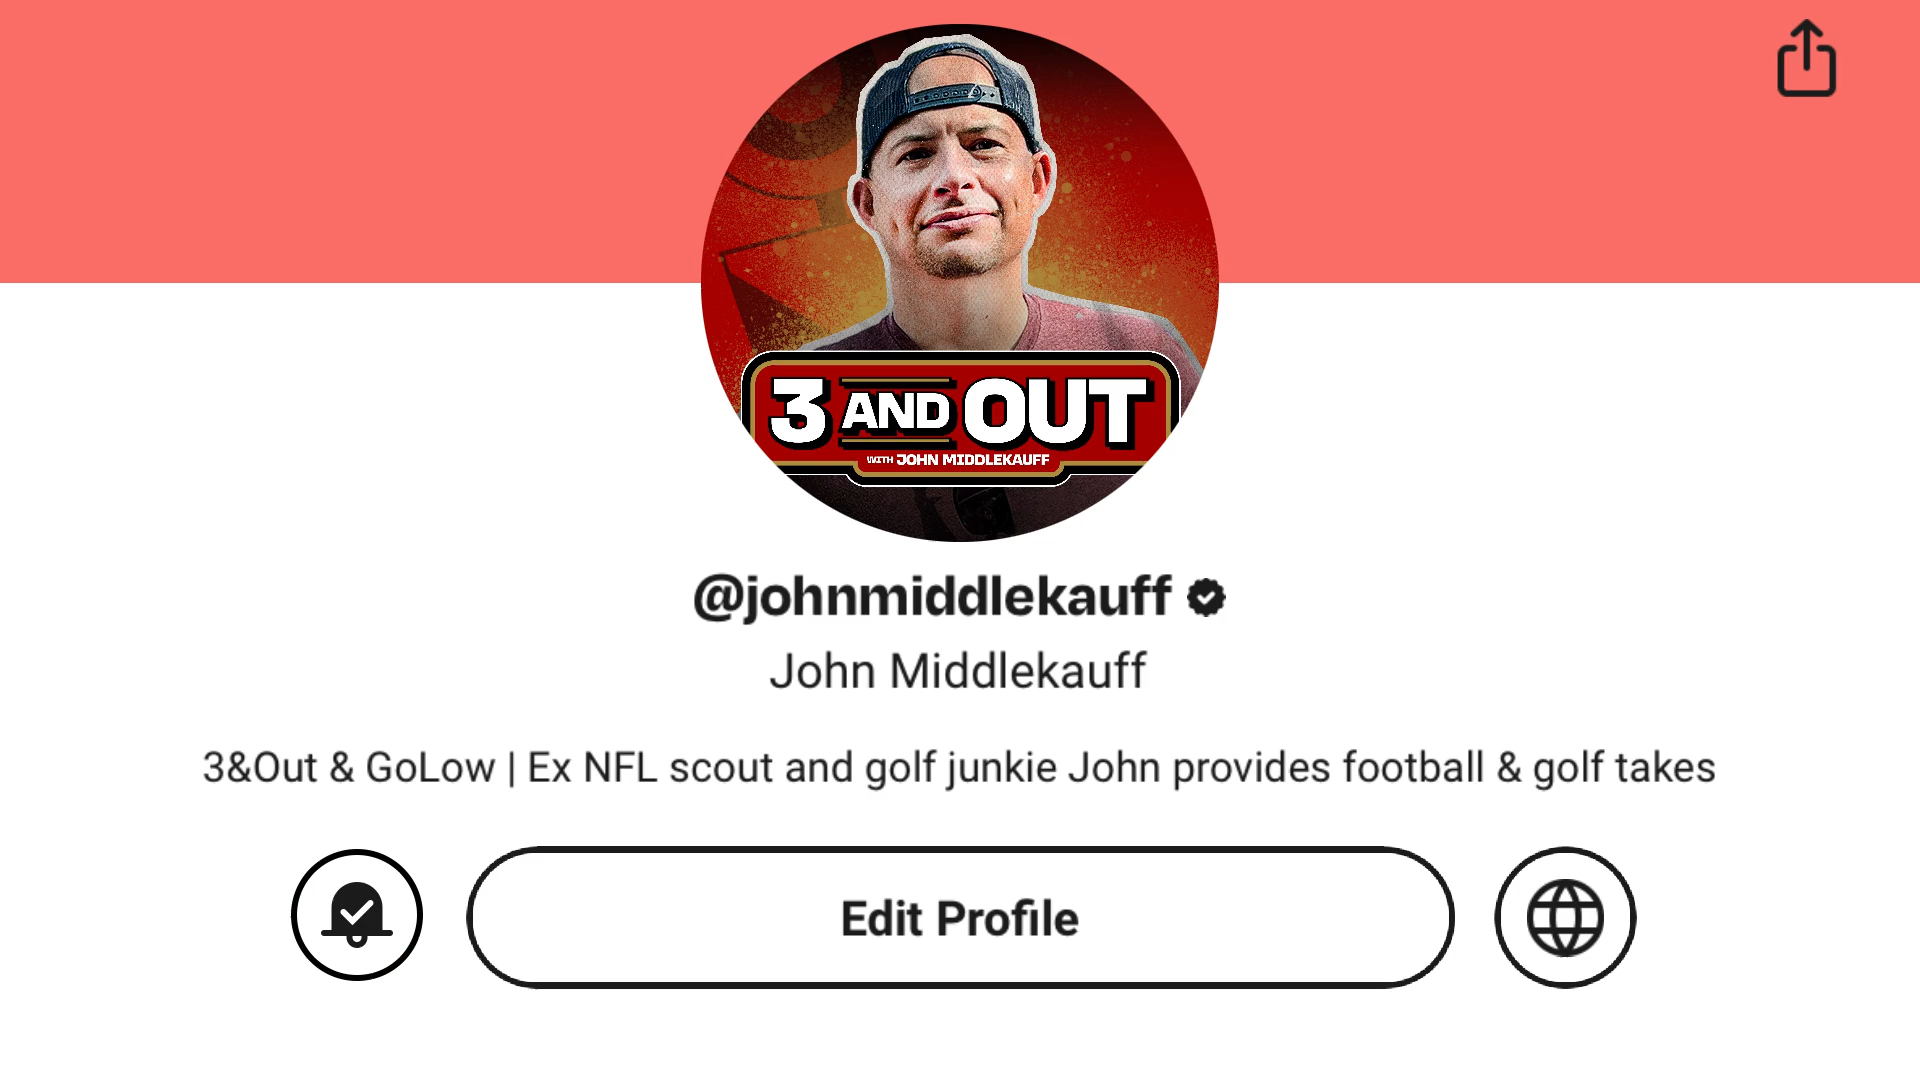 3 AND OUT
WITH JOHN MIDDLEKAUFF
@johnmiddlekauff
John Middlekauff
3&Out & GoLow | Ex NFL scout and golf junkie John provides football & golf takes
Edit Profile